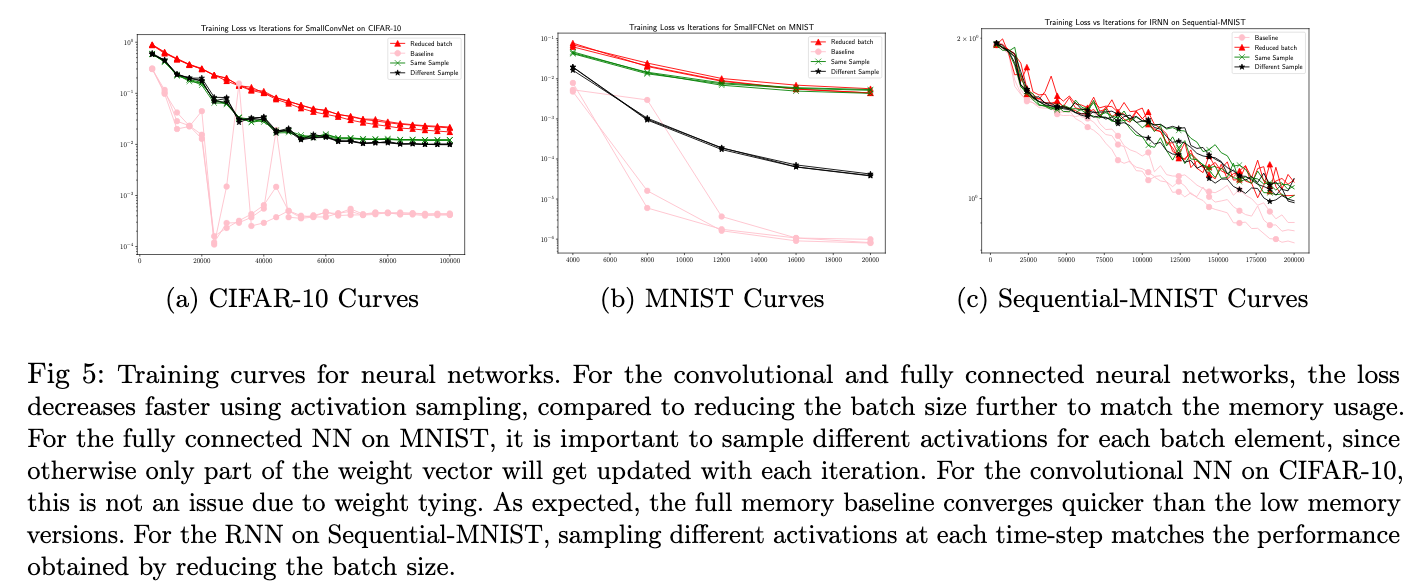 Training Loss vs Iterations for SmallConvNet on CIFAR-10
10⁰
10⁻¹
10⁻²
10⁻³
10⁻⁴
0 20000 40000 60000 80000 100000
Reduced batch
Baseline
Same Sample
Different Sample
(a) CIFAR-10 Curves
Training Loss vs Iterations for SmallFCNet on MNIST
10⁻¹
10⁻²
10⁻³
10⁻⁴
10⁻⁵
10⁻⁶
4000 6000 8000 10000 12000 14000 16000 18000 20000
Reduced batch
Baseline
Same Sample
Different Sample
(b) MNIST Curves
Training Loss vs Iterations for IRNN on Sequential-MNIST
2 × 10⁰
10⁰
0 25000 50000 75000 100000 125000 150000 175000 200000
Baseline
Reduced batch
Same Sample
Different Sample
(c) Sequential-MNIST Curves
Fig 5: Training curves for neural networks. For the convolutional and fully connected neural networks, the loss
decreases faster using activation sampling, compared to reducing the batch size further to match the memory usage.
For the fully connected NN on MNIST, it is important to sample different activations for each batch element, since
otherwise only part of the weight vector will get updated with each iteration. For the convolutional NN on CIFAR-10,
this is not an issue due to weight tying. As expected, the full memory baseline converges quicker than the low memory
versions. For the RNN on Sequential-MNIST, sampling different activations at each time-step matches the performance
obtained by reducing the batch size.